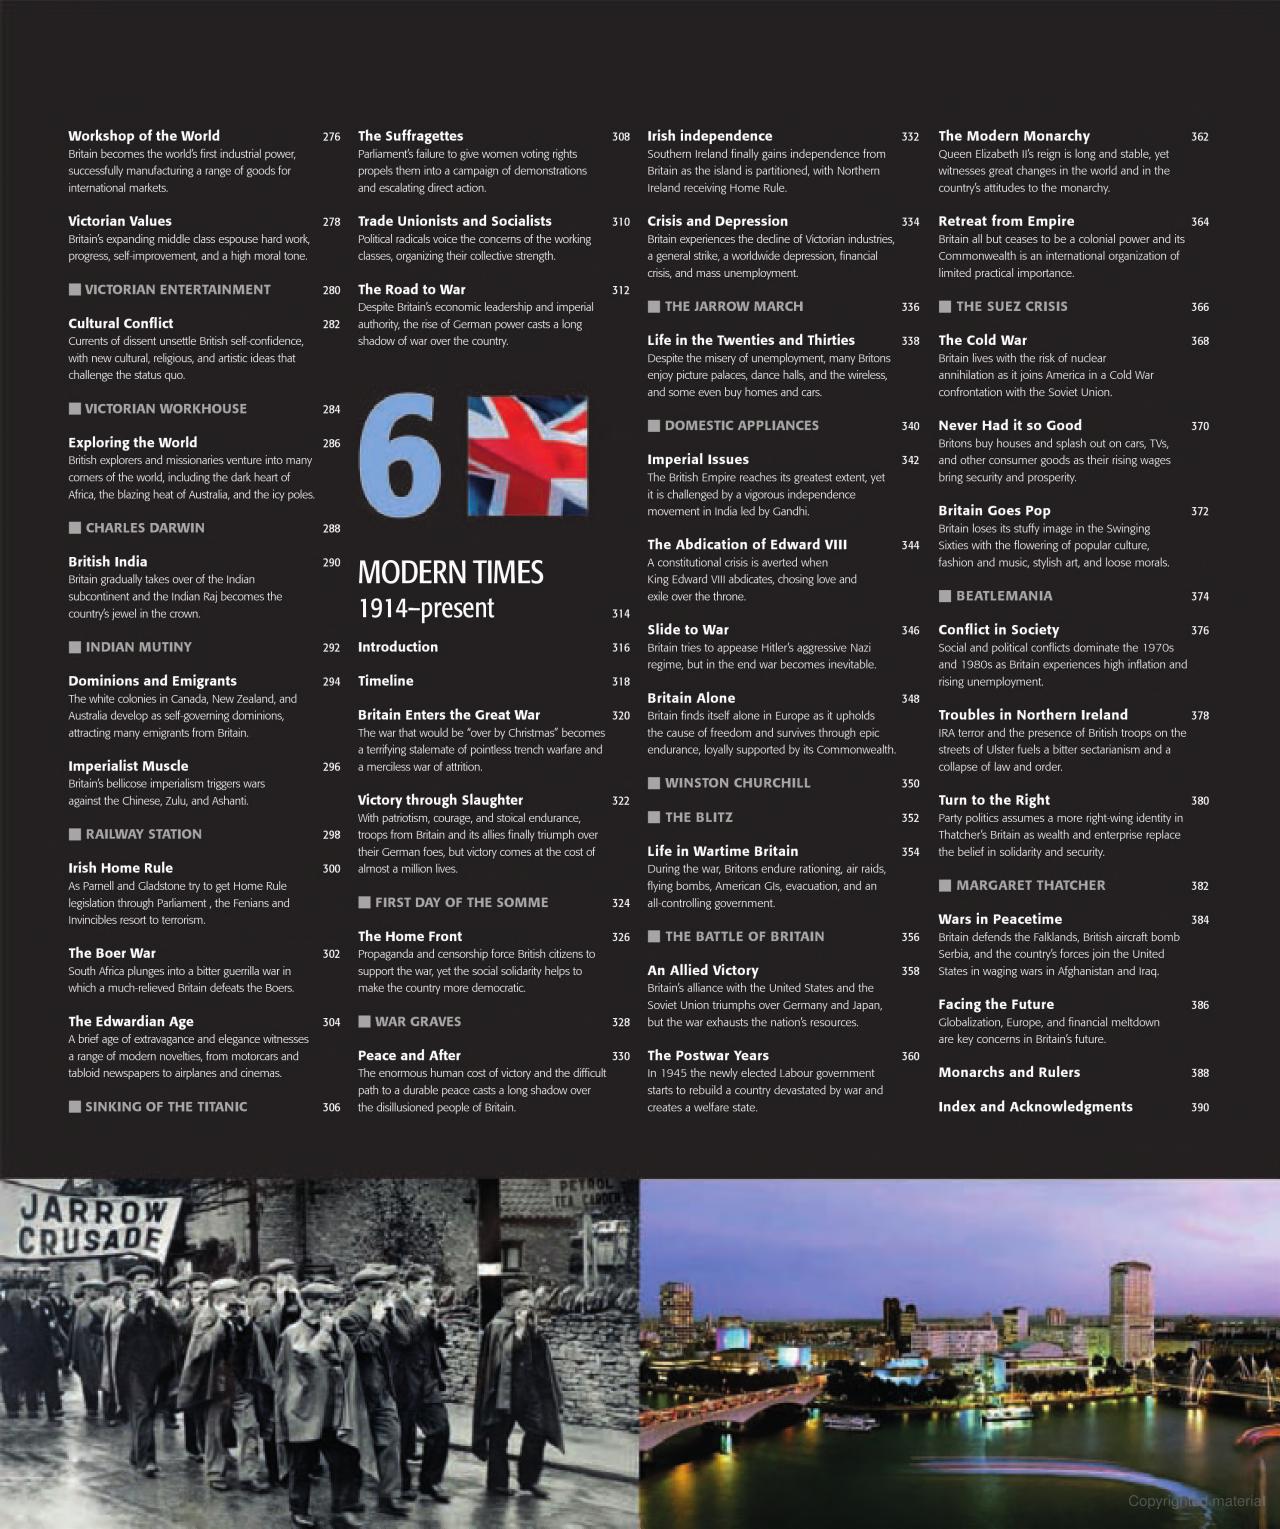 Workshop of the World 276
Britain becomes the world's first industrial power,
successfully manufacturing a range of goods for
international markets.
Victorian Values 278
Britain's expanding middle class espouse hard work,
progress, self-improvement, and a high moral tone.
VICTORIAN ENTERTAINMENT 280
Cultural Conflict 282
Currents of dissent unsettle British self-confidence,
with new cultural, religious, and artistic ideas that
challenge the status quo.
VICTORIAN WORKHOUSE 284
Exploring the World 286
British explorers and missionaries venture into many
corners of the world, including the dark heart of
Africa, the blazing heat of Australia, and the icy poles.
CHARLES DARWIN 288
British India 290
Britain gradually takes over of the Indian
subcontinent and the Indian Raj becomes the
country's jewel in the crown.
INDIAN MUTINY 292
Dominions and Emigrants 294
The white colonies in Canada, New Zealand, and
Australia develop as self-governing dominions,
attracting many emigrants from Britain.
Imperialist Muscle 296
Britain's bellicose imperialism triggers wars
against the Chinese, Zulu, and Ashanti.
RAILWAY STATION 298
Irish Home Rule 300
As Parnell and Gladstone try to get Home Rule
legislation through Parliament , the Fenians and
Invincibles resort to terrorism.
The Boer War 302
South Africa plunges into a bitter guerrilla war in
which a much-relieved Britain defeats the Boers.
The Edwardian Age 304
A brief age of extravagance and elegance witnesses
a range of modern novelties, from motorcars and
tabloid newspapers to airplanes and cinemas.
SINKING OF THE TITANIC 306
The Suffragettes 308
Parliament's failure to give women voting rights
propels them into a campaign of demonstrations
and escalating direct action.
Trade Unionists and Socialists 310
Political radicals voice the concerns of the working
classes, organizing their collective strength.
The Road to War 312
Despite Britain's economic leadership and imperial
authority, the rise of German power casts a long
shadow of war over the country.
6
MODERN TIMES
1914–present 314
Introduction 316
Timeline 318
Britain Enters the Great War 320
The war that would be "over by Christmas" becomes
a terrifying stalemate of pointless trench warfare and
a merciless war of attrition.
Victory through Slaughter 322
With patriotism, courage, and stoical endurance,
troops from Britain and its allies finally triumph over
their German foes, but victory comes at the cost of
almost a million lives.
FIRST DAY OF THE SOMME 324
The Home Front 326
Propaganda and censorship force British citizens to
support the war, yet the social solidarity helps to
make the country more democratic.
WAR GRAVES 328
Peace and After 330
The enormous human cost of victory and the difficult
path to a durable peace casts a long shadow over
the disillusioned people of Britain.
Irish independence 332
Southern Ireland finally gains independence from
Britain as the island is partitioned, with Northern
Ireland receiving Home Rule.
Crisis and Depression 334
Britain experiences the decline of Victorian industries,
a general strike, a worldwide depression, financial
crisis, and mass unemployment.
THE JARROW MARCH 336
Life in the Twenties and Thirties 338
Despite the misery of unemployment, many Britons
enjoy picture palaces, dance halls, and the wireless,
and some even buy homes and cars.
DOMESTIC APPLIANCES 340
Imperial Issues 342
The British Empire reaches its greatest extent, yet
it is challenged by a vigorous independence
movement in India led by Gandhi.
The Abdication of Edward VIII 344
A constitutional crisis is averted when
King Edward VIII abdicates, chosing love and
exile over the throne.
Slide to War 346
Britain tries to appease Hitler's aggressive Nazi
regime, but in the end war becomes inevitable.
Britain Alone 348
Britain finds itself alone in Europe as it upholds
the cause of freedom and survives through epic
endurance, loyally supported by its Commonwealth.
WINSTON CHURCHILL 350
THE BLITZ 352
Life in Wartime Britain 354
During the war, Britons endure rationing, air raids,
flying bombs, American GIs, evacuation, and an
all-controlling government.
THE BATTLE OF BRITAIN 356
An Allied Victory 358
Britain's alliance with the United States and the
Soviet Union triumphs over Germany and Japan,
but the war exhausts the nation's resources.
The Postwar Years 360
In 1945 the newly elected Labour government
starts to rebuild a country devastated by war and
creates a welfare state.
The Modern Monarchy 362
Queen Elizabeth II's reign is long and stable, yet
witnesses great changes in the world and in the
country's attitudes to the monarchy.
Retreat from Empire 364
Britain all but ceases to be a colonial power and its
Commonwealth is an international organization of
limited practical importance.
THE SUEZ CRISIS 366
The Cold War 368
Britain lives with the risk of nuclear
annihilation as it joins America in a Cold War
confrontation with the Soviet Union.
Never Had it so Good 370
Britons buy houses and splash out on cars, TVs,
and other consumer goods as their rising wages
bring security and prosperity.
Britain Goes Pop 372
Britain loses its stuffy image in the Swinging
Sixties with the flowering of popular culture,
fashion and music, stylish art, and loose morals.
BEATLEMANIA 374
Conflict in Society 376
Social and political conflicts dominate the 1970s
and 1980s as Britain experiences high inflation and
rising unemployment.
Troubles in Northern Ireland 378
IRA terror and the presence of British troops on the
streets of Ulster fuels a bitter sectarianism and a
collapse of law and order.
Turn to the Right 380
Party politics assumes a more right-wing identity in
Thatcher's Britain as wealth and enterprise replace
the belief in solidarity and security.
MARGARET THATCHER 382
Wars in Peacetime 384
Britain defends the Falklands, British aircraft bomb
Serbia, and the country's forces join the United
States in waging wars in Afghanistan and Iraq.
Facing the Future 386
Globalization, Europe, and financial meltdown
are key concerns in Britain's future.
Monarchs and Rulers 388
Index and Acknowledgments 390
JARROW
CRUSADE
PETROL
TEA GARDEN
Copyrighted material